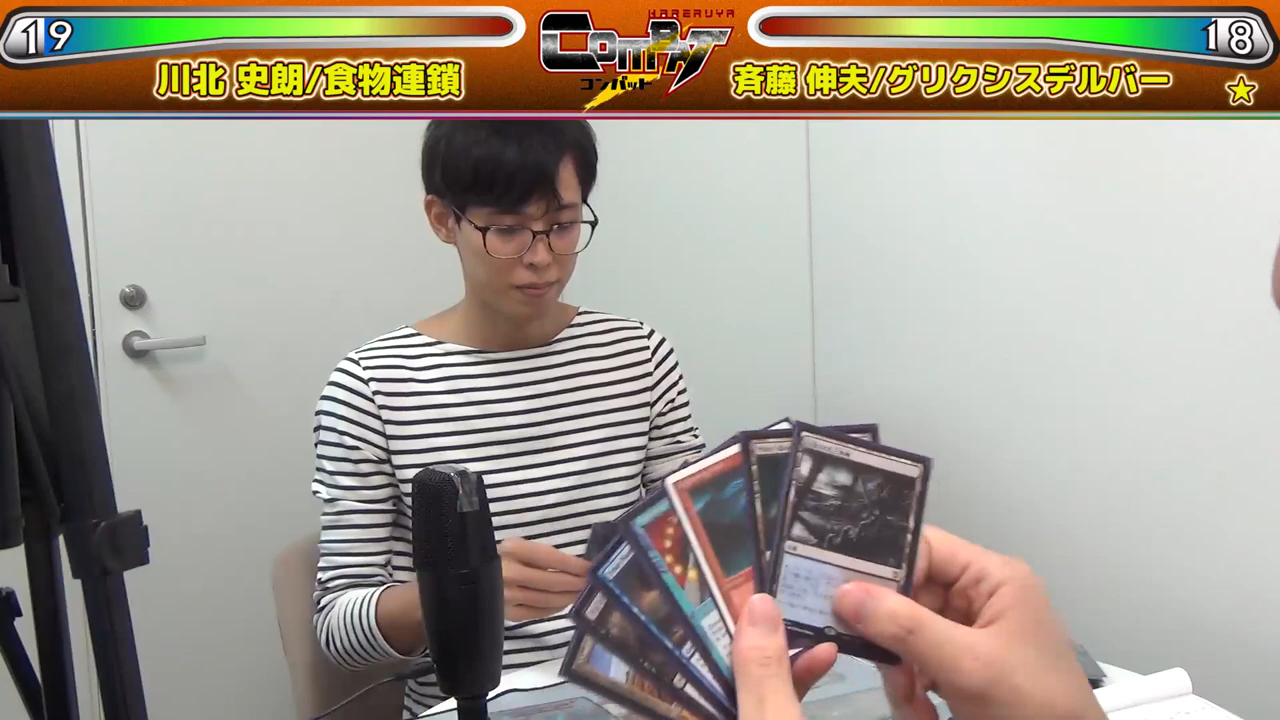 19
HARERUYA
COMBAT
コンバット
18
川北 史朗/食物連鎖
斉藤 伸夫/グリクシスデルバー